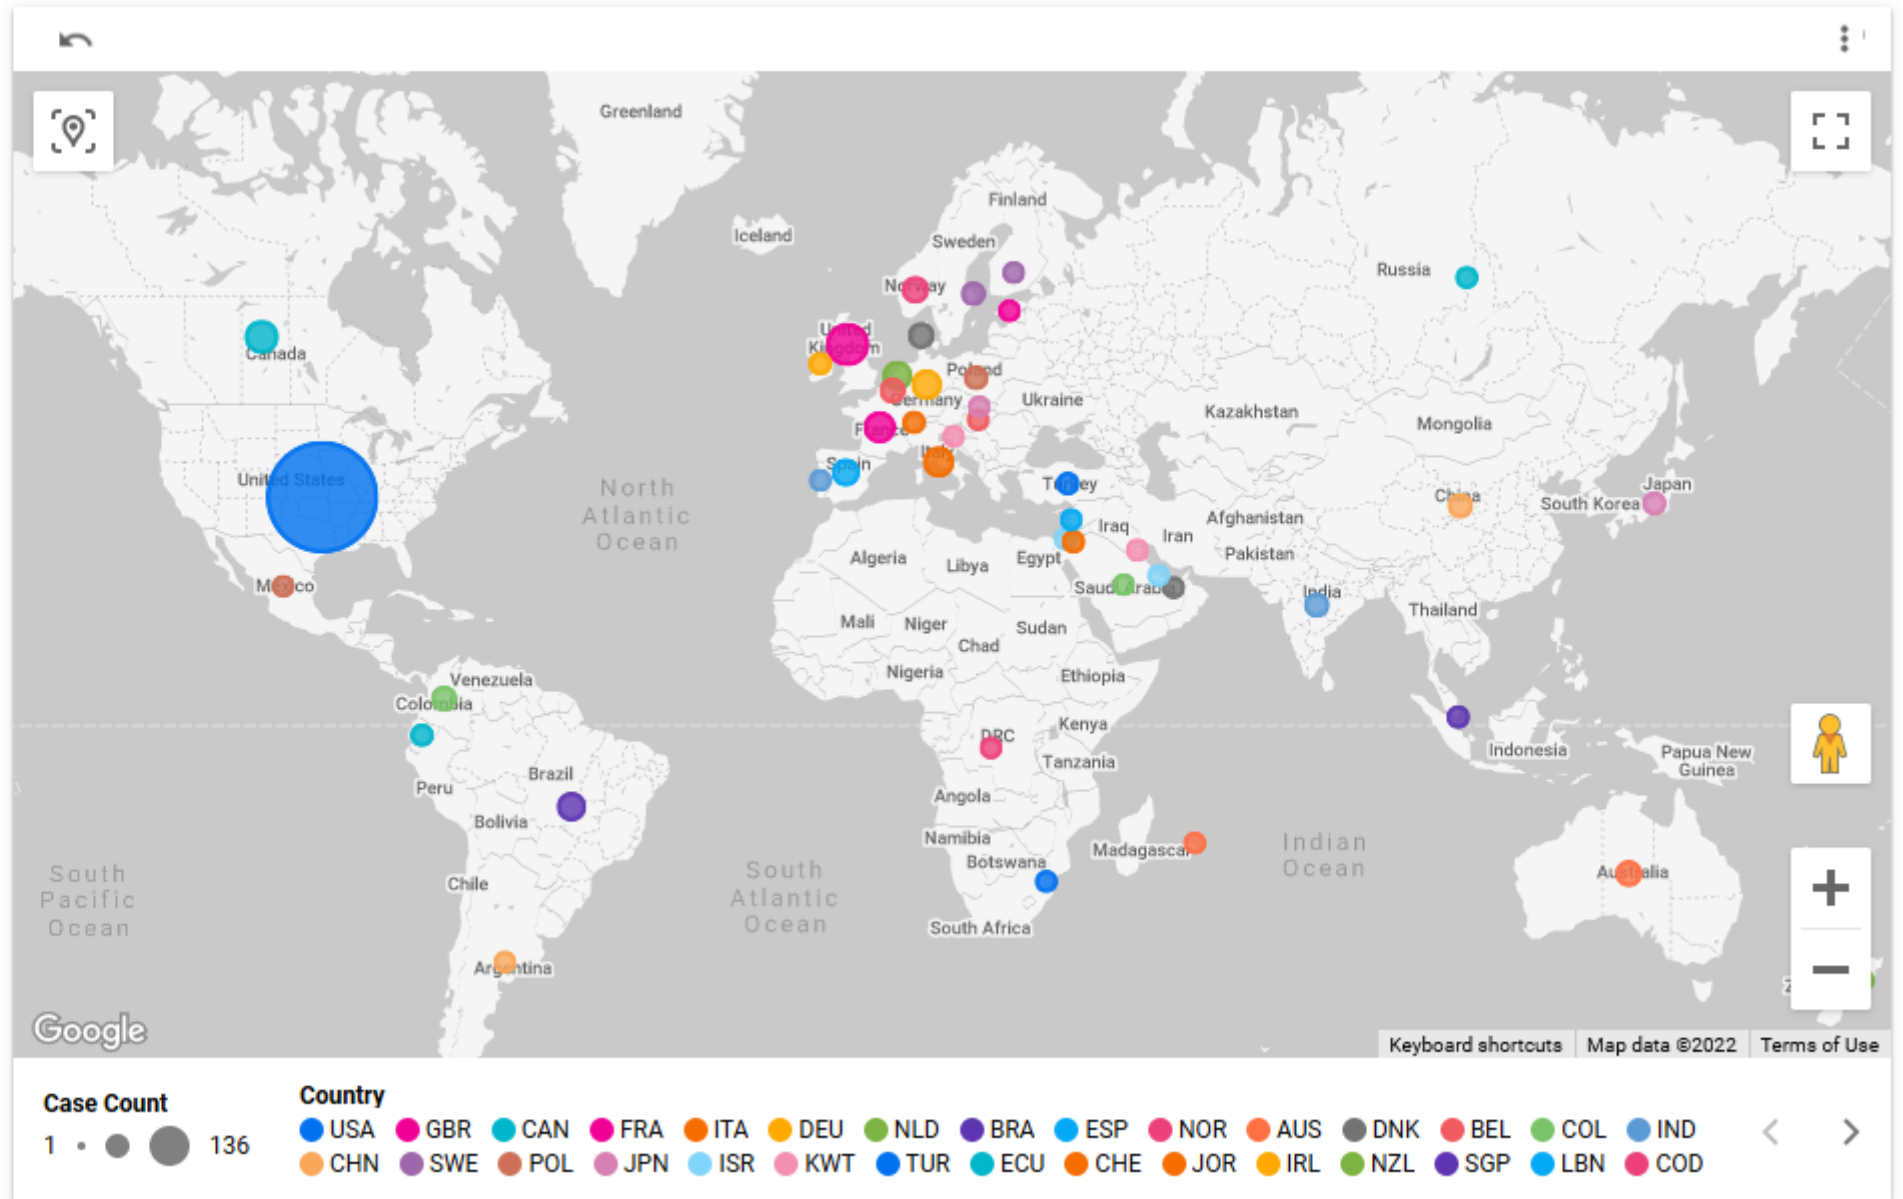 Greenland
Finland
Iceland
Sweden
Russia
Norway
United
Kingdom
Canada
Poland
Germany
Ukraine
Kazakhstan
Mongolia
France
Italy
Spain
United States
North
Atlantic
Ocean
Turkey
China
Japan
South Korea
Iraq
Iran
Afghanistan
Pakistan
Algeria
Libya
Egypt
Mexico
Saudi Arabia
India
Thailand
Mali
Niger
Chad
Sudan
Nigeria
Ethiopia
Venezuela
Colombia
DRC
Kenya
Tanzania
Indonesia
Papua New
Guinea
Brazil
Peru
Bolivia
Angola
Namibia
Botswana
Madagascar
Indian
Ocean
Australia
South
Pacific
Ocean
Chile
South
Atlantic
Ocean
South Africa
Argentina
Google
Keyboard shortcuts Map data ©2022 Terms of Use
Case Count
1 136
Country
USA GBR CAN FRA ITA DEU NLD BRA ESP NOR AUS DNK BEL COL IND
CHN SWE POL JPN ISR KWT TUR ECU CHE JOR IRL NZL SGP LBN COD